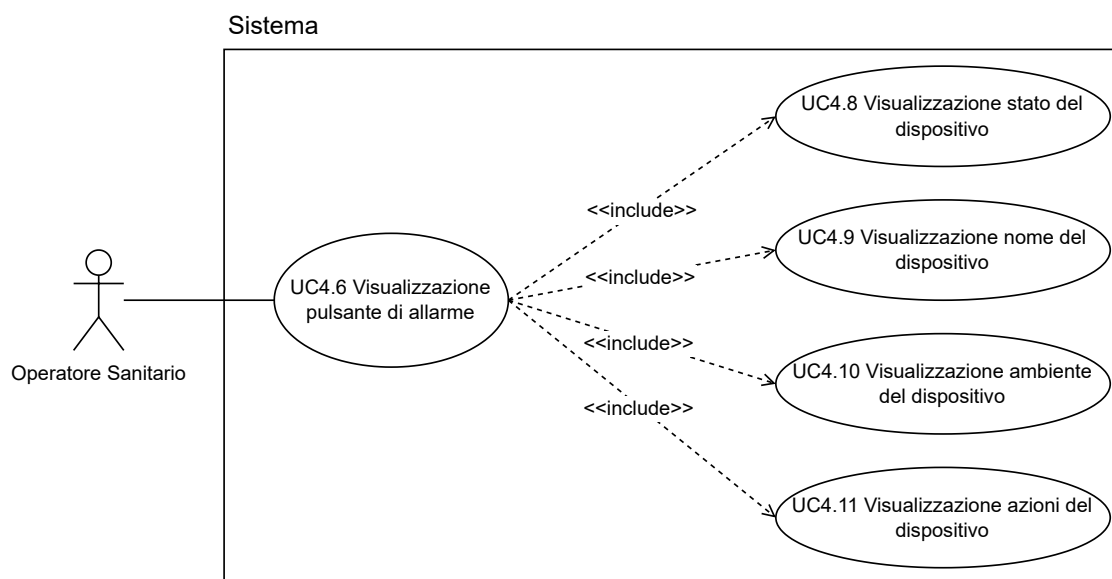 Sistema
UC4.8 Visualizzazione stato del
dispositivo
<<include>>
UC4.9 Visualizzazione nome del
dispositivo
<<include>>
UC4.6 Visualizzazione
pulsante di allarme
<<include>>
UC4.10 Visualizzazione ambiente
del dispositivo
Operatore Sanitario
<<include>>
UC4.11 Visualizzazione azioni del
dispositivo